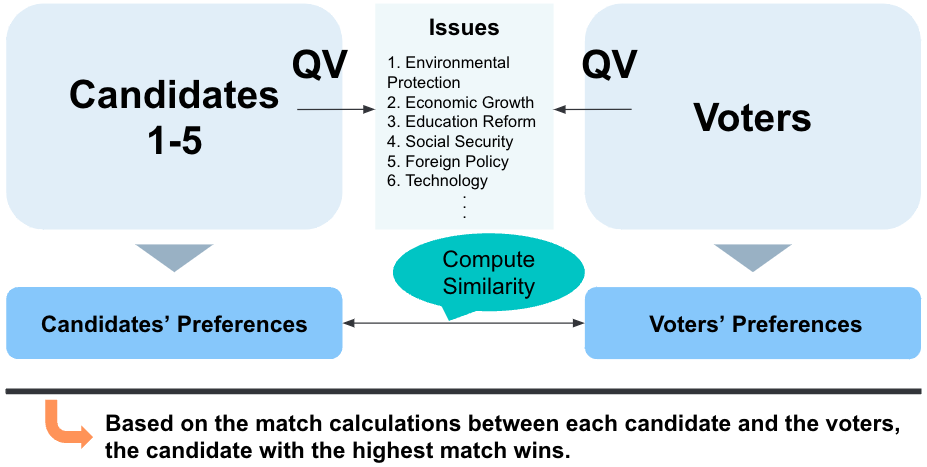 Candidates
1-5
QV
Issues
1. Environmental
Protection
2. Economic Growth
3. Education Reform
4. Social Security
5. Foreign Policy
6. Technology
.
.
.
QV
Voters
Compute
Similarity
Candidates’ Preferences
Voters’ Preferences
Based on the match calculations between each candidate and the voters,
the candidate with the highest match wins.